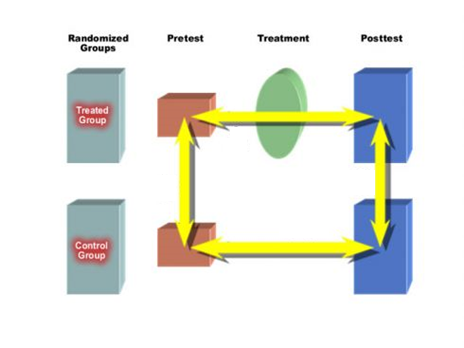 Randomized Pretest Treatment Posttest
Groups
Treated
Group
Control
Group